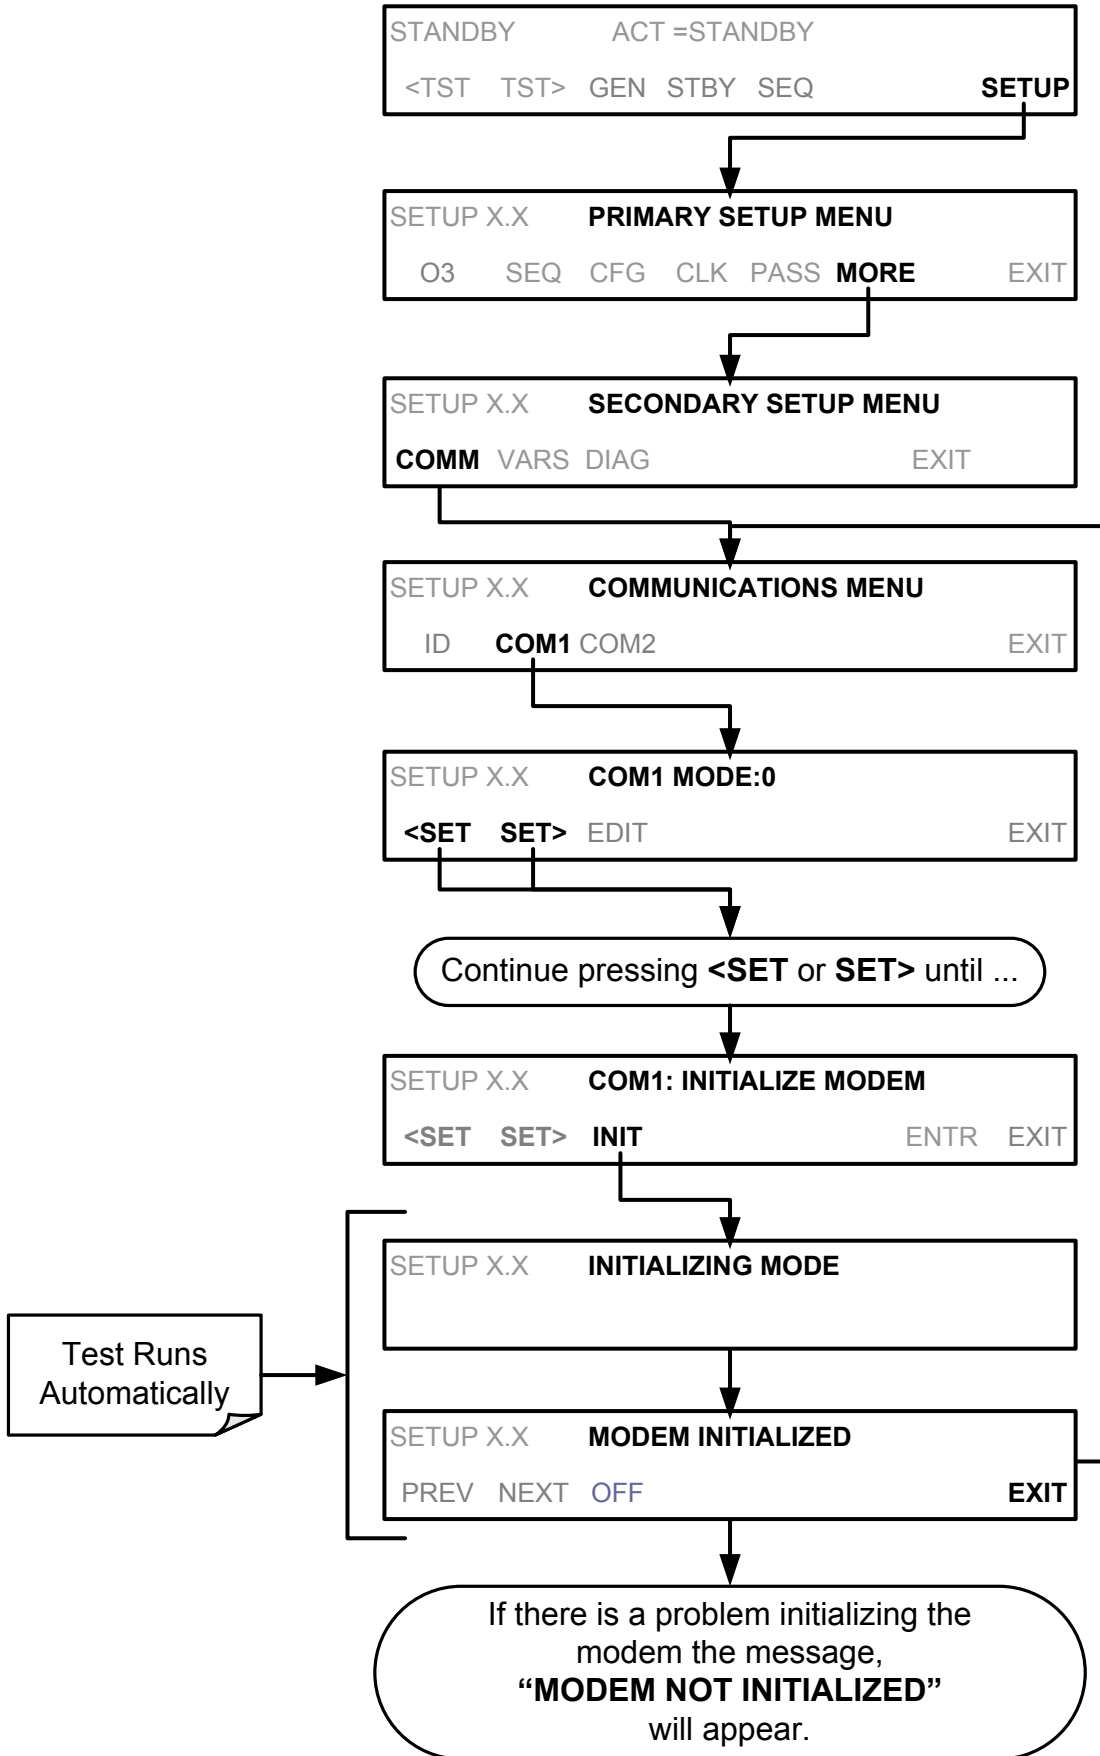 STANDBY ACT =STANDBY
<TST TST> GEN STBY SEQ SETUP
SETUP X.X PRIMARY SETUP MENU
O3 SEQ CFG CLK PASS MORE EXIT
SETUP X.X SECONDARY SETUP MENU
COMM VARS DIAG EXIT
SETUP X.X COMMUNICATIONS MENU
ID COM1 COM2 EXIT
SETUP X.X COM1 MODE:0
<SET SET> EDIT EXIT
Continue pressing <SET or SET> until ...
SETUP X.X COM1: INITIALIZE MODEM
<SET SET> INIT ENTR EXIT
SETUP X.X INITIALIZING MODE
Test Runs
Automatically
SETUP X.X MODEM INITIALIZED
PREV NEXT OFF EXIT
If there is a problem initializing the
modem the message,
“MODEM NOT INITIALIZED”
will appear.